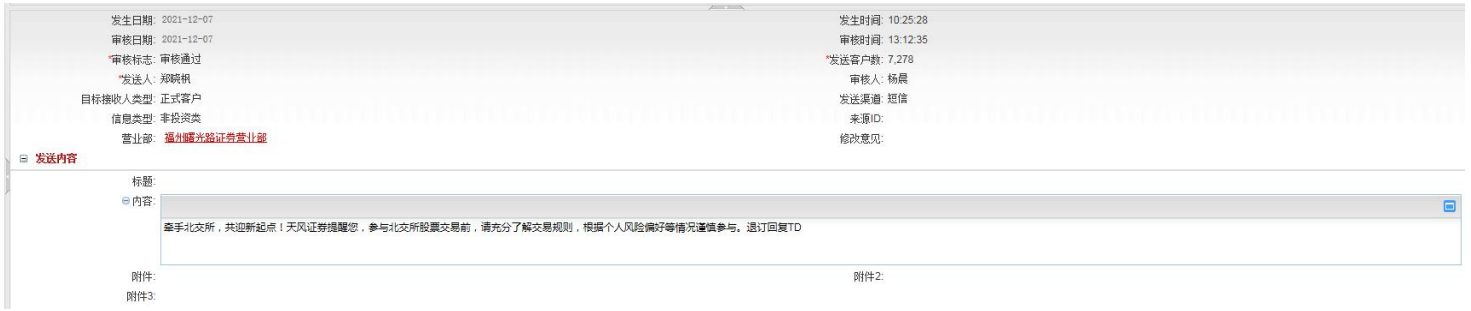 发生日期: 2021-12-07 发生时间: 10:25:28
审核日期: 2021-12-07 审核时间: 13:12:35
*审核标志: 审核通过 *发送客户数: 7,278
*发送人: 郑晓帆 审核人: 杨晨
目标接收人类型: 正式客户 发送渠道: 短信
信息类型: 非投资类 来源ID:
营业部: 福州曙光路证券营业部 修改意见:
发送内容
标题:
内容:
牵手北交所,共迎新起点!天风证券提醒您,参与北交所股票交易前,请充分了解交易规则,根据个人风险偏好等情况谨慎参与。退订回复TD
附件: 附件2:
附件3: